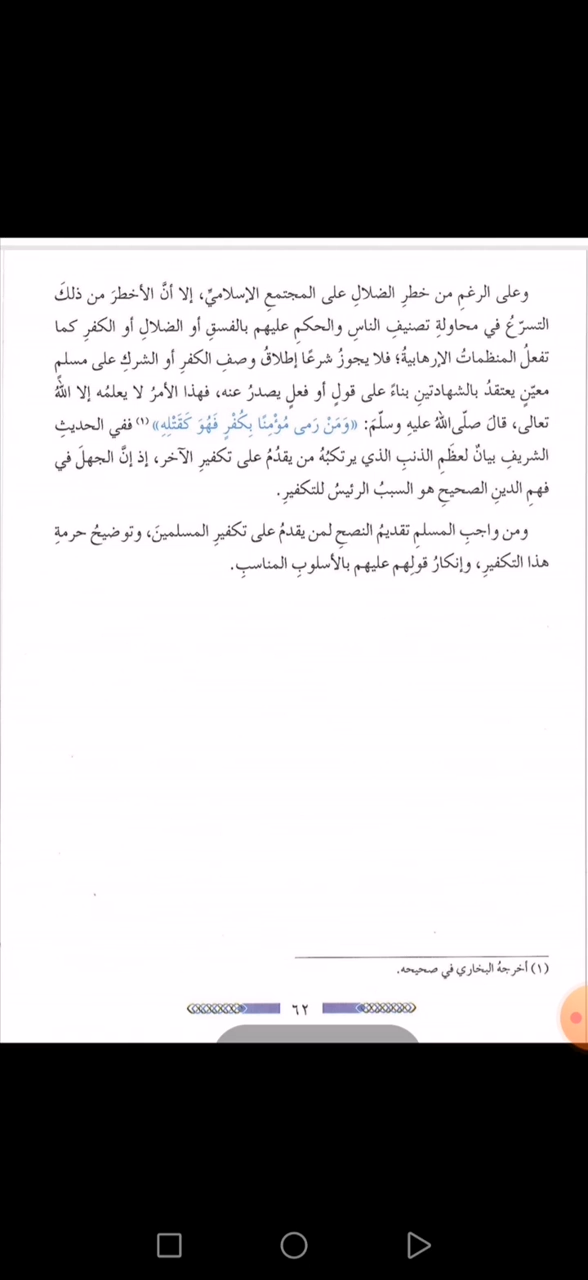 وعلى الرغمِ من خطرِ الضلالِ على المجتمعِ الإسلاميِّ، إلا أنَّ الأخطرَ من ذلكَ
التسرّعُ في محاولةِ تصنيفِ الناسِ والحكمِ عليهم بالفسقِ أو الضلالِ أو الكفرِ كما
تفعلُ المنظماتُ الإرهابيةُ؛ فلا يجوزُ شرعًا إطلاقُ وصفِ الكفرِ أو الشركِ على مسلمٍ
معيّنٍ يعتقدُ بالشهادتينِ بناءً على قولٍ أو فعلٍ يصدرُ عنه، فهذا الأمرُ لا يعلمُه إلا اللهُ
تعالى، قالَ صلّى اللهُ عليهِ وسلّمَ: «وَمَنْ رَمى مُؤْمِنًا بِكُفْرٍ فَهُوَ كَقَتْلِهِ» (١) ففي الحديثِ
الشريفِ بيانٌ لعظَمِ الذنبِ الذي يرتكبُهُ من يقدُمُ على تكفيرِ الآخر، إذ إنَّ الجهلَ في
فهمِ الدينِ الصحيحِ هو السببُ الرئيسُ للتكفيرِ.
ومن واجبِ المسلمِ تقديمُ النصحِ لمن يقدمُ على تكفيرِ المسلمينَ، وتوضيحُ حرمةِ
هذا التكفيرِ، وإنكارُ قولِهم عليهم بالأسلوبِ المناسبِ.
(١) أخرجهُ البخاري في صحيحه.
٦٢